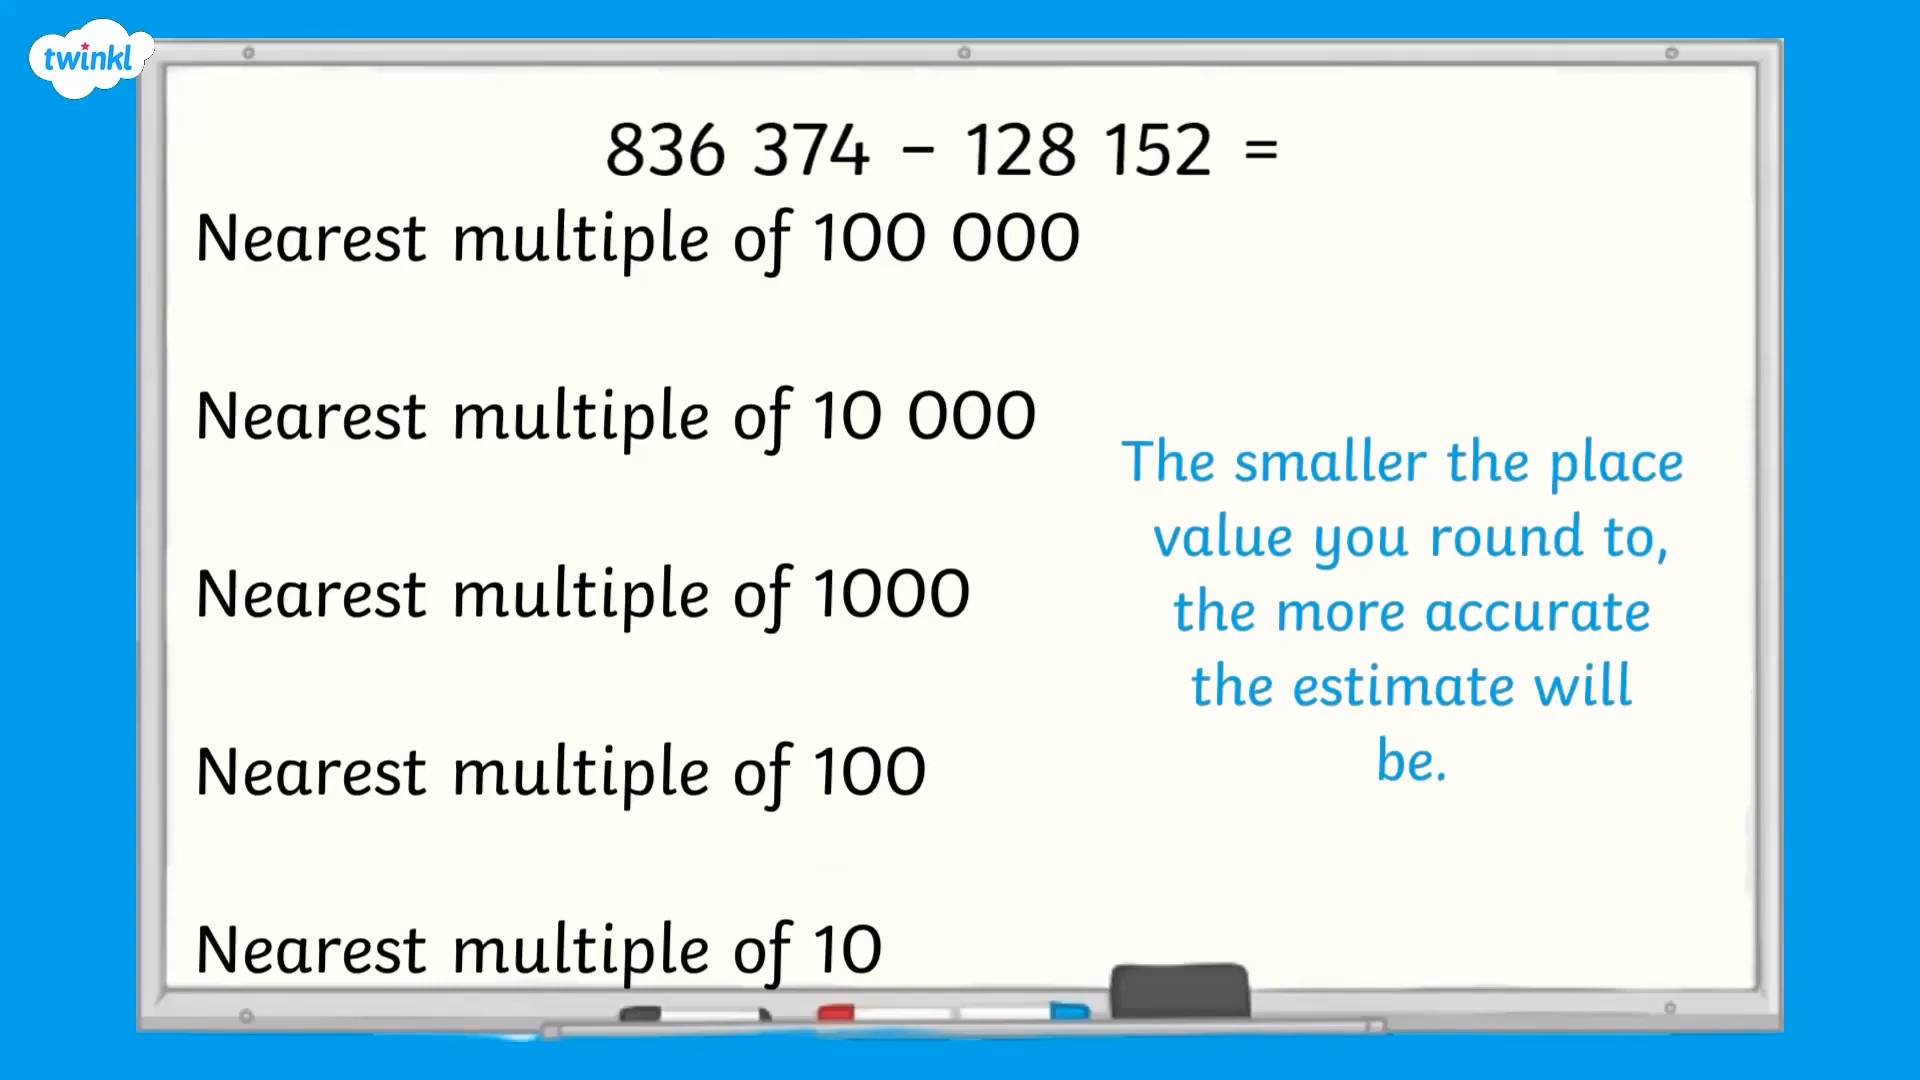 twinkl
836 374 – 128 152 =
Nearest multiple of 100 000
Nearest multiple of 10 000
Nearest multiple of 1000
Nearest multiple of 100
Nearest multiple of 10
The smaller the place
value you round to,
the more accurate
the estimate will
be.